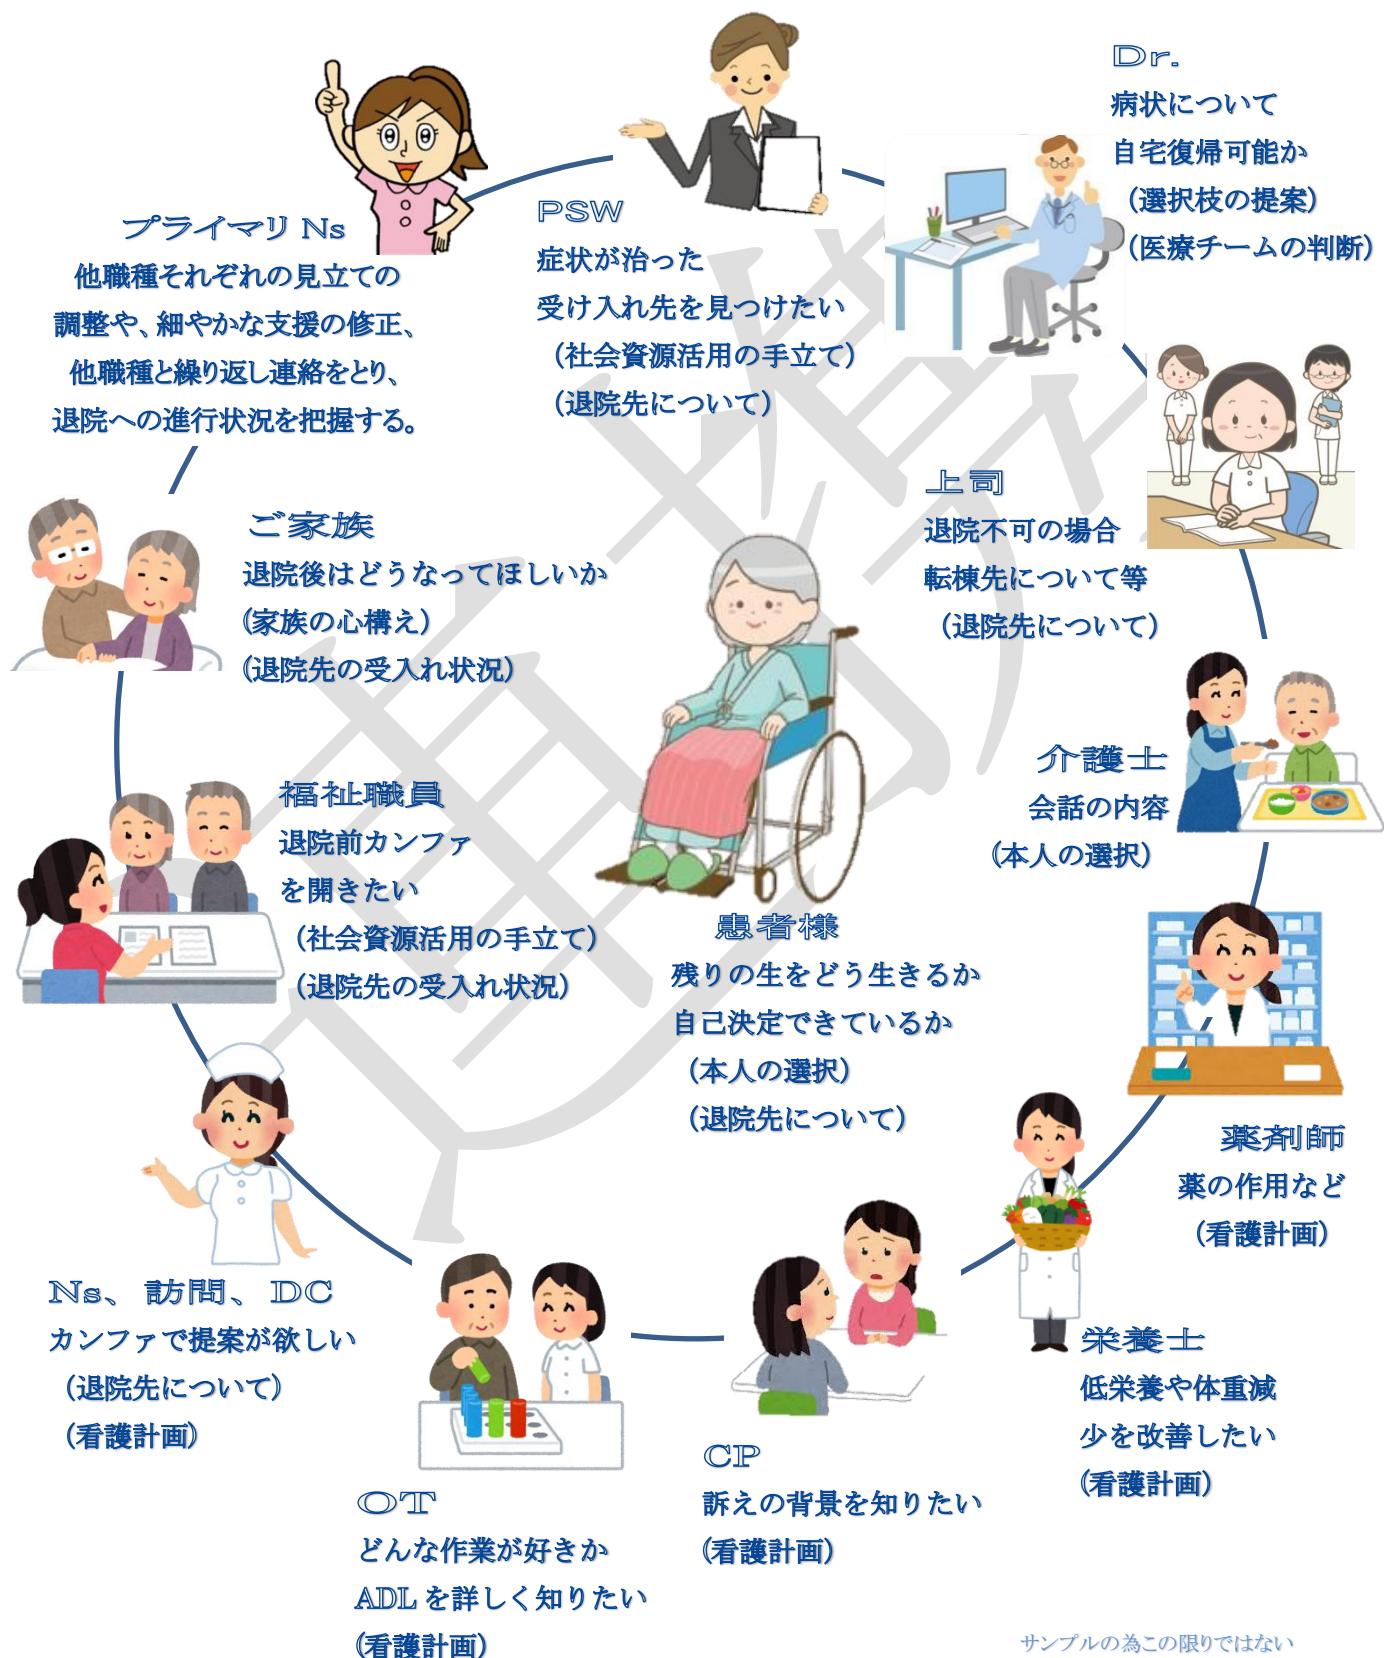 プライマリ Ns
他職種それぞれの見立ての
調整や、細やかな支援の修正、
他職種と繰り返し連絡をとり、
退院への進行状況を把握する。
PSW
症状が治った
受け入れ先を見つけたい
（社会資源活用の手立て）
（退院先について）
Dr.
病状について
自宅復帰可能か
（選択枝の提案）
（医療チームの判断）
上司
退院不可の場合
転棟先について等
（退院先について）
ご家族
退院後はどうなってほしいか
(家族の心構え）
(退院先の受入れ状況）
介護士
会話の内容
（本人の選択）
福祉職員
退院前カンファ
を開きたい
（社会資源活用の手立て）
（退院先の受入れ状況）
患者様
残りの生をどう生きるか
自己決定できているか
（本人の選択）
（退院先について）
薬剤師
薬の作用など
（看護計画）
Ns、訪問、DC
カンファで提案が欲しい
（退院先について）
（看護計画）
栄養士
低栄養や体重減
少を改善したい
(看護計画）
CP
訴えの背景を知りたい
(看護計画）
OT
どんな作業が好きか
ADL を詳しく知りたい
(看護計画）
サンプルの為この限りではない